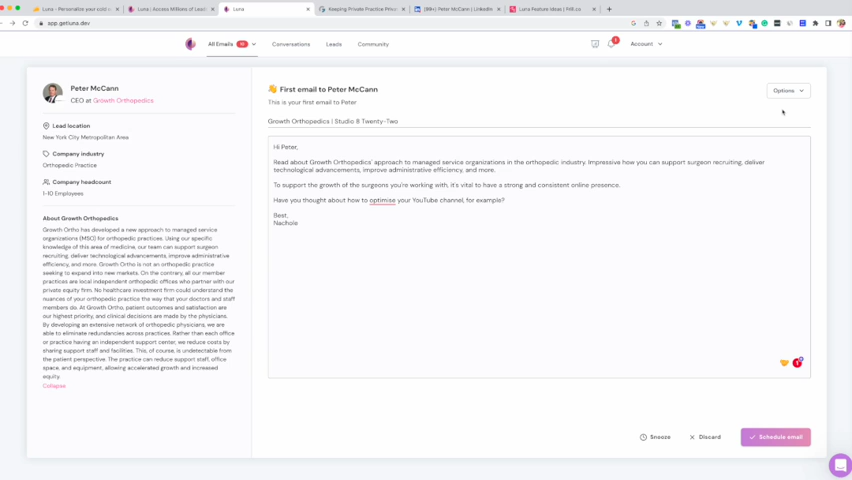 Luna - Personalize your cold e
Luna | Access Millions of Leads
Luna
Keeping Private Practice Priva
(99+) Peter McCann | LinkedIn
Luna Feature Ideas | Frill.co
app.getluna.dev
All Emails
Conversations
Leads
Community
Account
Peter McCann
CEO at Growth Orthopedics
Lead location
New York City Metropolitan Area
Company industry
Orthopedic Practice
Company headcount
1-10 Employees
About Growth Orthopedics
Growth Ortho has developed a new approach to managed service
organizations (MSO) for orthopedic practices. Using our specific
knowledge of this area of medicine, our team can support surgeon
recruiting, deliver technological advancements, improve administrative
efficiency, and more. Growth Ortho is not an orthopedic practice
seeking to expand into new markets. On the contrary, all our member
practices are local independent orthopedic offices who partner with our
private equity firm. No healthcare investment firm could understand the
nuances of your orthopedic practice the way that your doctors and staff
members do. At Growth Ortho, patient outcomes and satisfaction are
our highest priority, and clinical decisions are made by the physicians.
By developing an extensive network of orthopedic physicians, we are
able to eliminate redundancies across practices. Rather than each office
or practice having an independent support center, we reduce costs by
sharing support staff and facilities. This, of course, is undetectable from
the patient perspective. The practice can reduce support staff, office
space, and equipment, allowing accelerated growth and increased
equity.
Collapse
First email to Peter McCann
Options
This is your first email to Peter
Growth Orthopedics | Studio 8 Twenty-Two
Hi Peter,
Read about Growth Orthopedics' approach to managed service organizations in the orthopedic industry. Impressive how you can support surgeon recruiting, deliver
technological advancements, improve administrative efficiency, and more.
To support the growth of the surgeons you're working with, it's vital to have a strong and consistent online presence.
Have you thought about how to optimise your YouTube channel, for example?
Best,
Nachole
Snooze
Discard
Schedule email